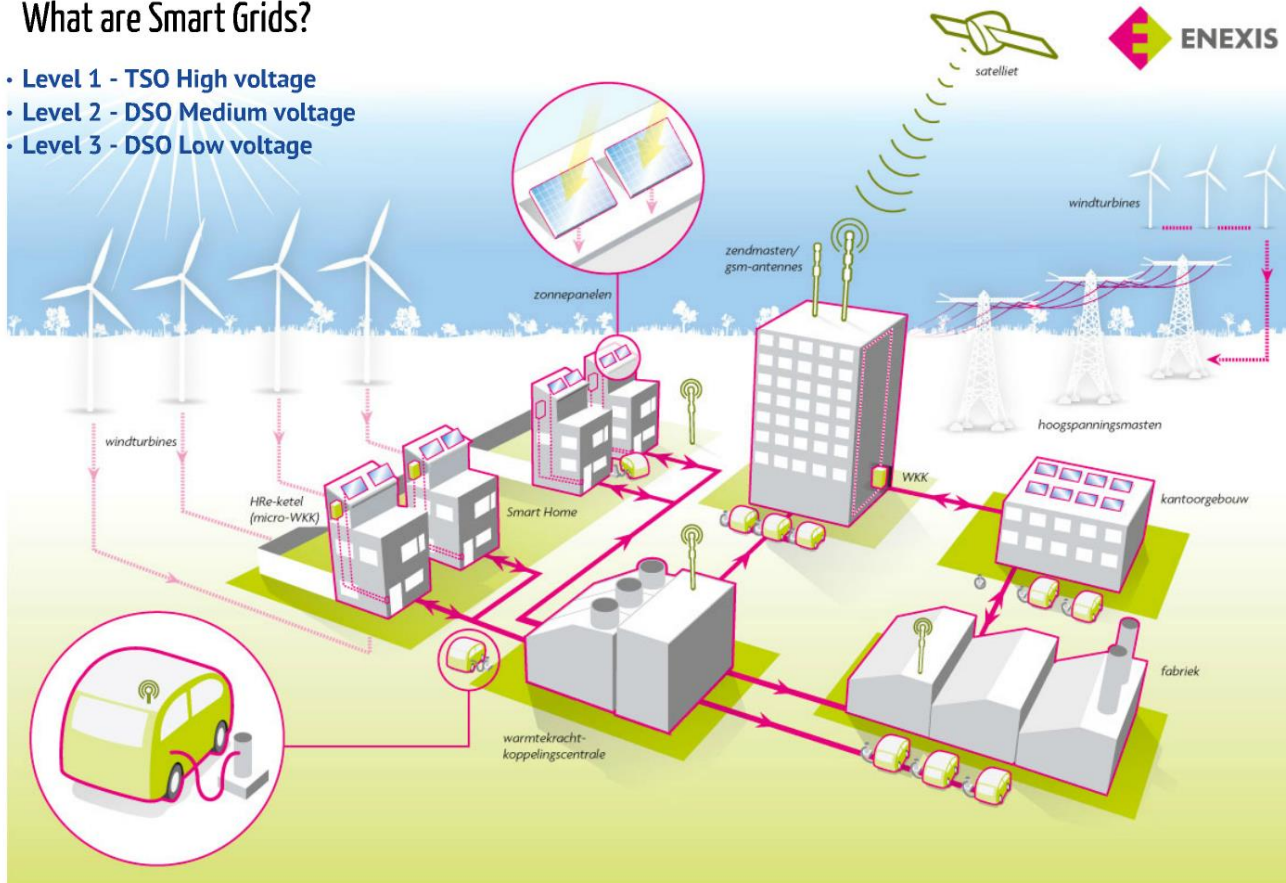 What are Smart Grids?
• Level 1 - TSO High voltage
• Level 2 - DSO Medium voltage
• Level 3 - DSO Low voltage
ENEXIS
satelliet
windturbines
zendmasten/
gsm-antennes
zonnepanelen
hoogspanningsmasten
windturbines
HRe-ketel
(micro-WKK)
Smart Home
WKK
kantoorgebouw
fabriek
warmtekracht-
koppelingscentrale